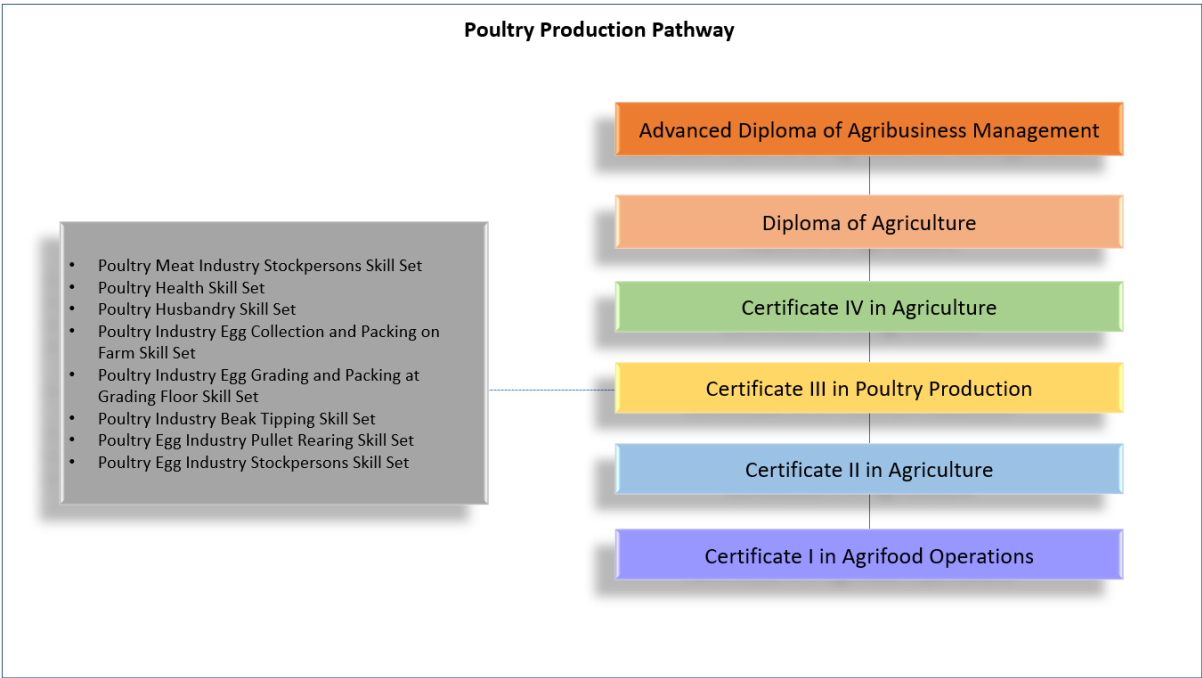 Poultry Production Pathway
Advanced Diploma of Agribusiness Management
Diploma of Agriculture
Certificate IV in Agriculture
Certificate III in Poultry Production
Certificate II in Agriculture
Certificate I in Agrifood Operations
• Poultry Meat Industry Stockpersons Skill Set
• Poultry Health Skill Set
• Poultry Husbandry Skill Set
• Poultry Industry Egg Collection and Packing on
Farm Skill Set
• Poultry Industry Egg Grading and Packing at
Grading Floor Skill Set
• Poultry Industry Beak Tipping Skill Set
• Poultry Egg Industry Pullet Rearing Skill Set
• Poultry Egg Industry Stockpersons Skill Set